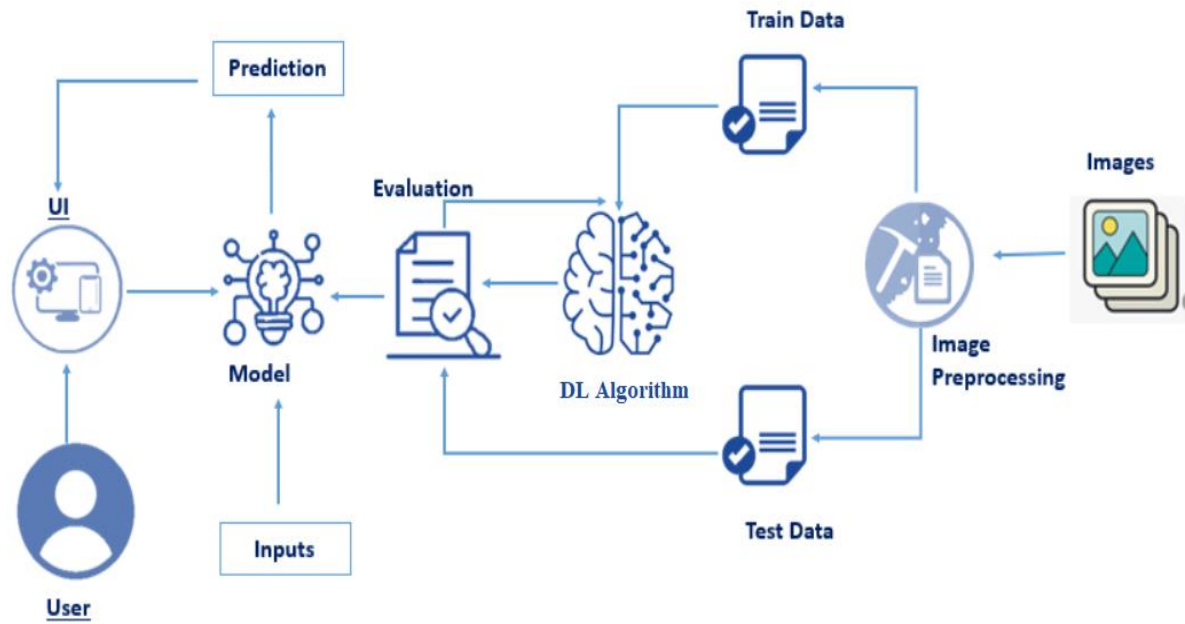 Train Data
Prediction
Images
Evaluation
UI
Model
Image
Preprocessing
DL Algorithm
Test Data
Inputs
User